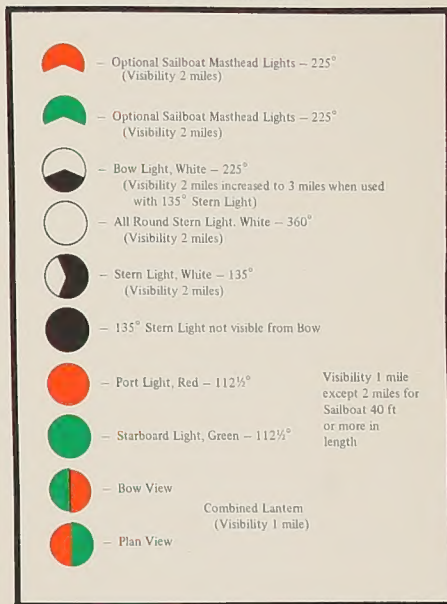 – Optional Sailboat Masthead Lights – 225°
(Visibility 2 miles)
– Optional Sailboat Masthead Lights – 225°
(Visibility 2 miles)
– Bow Light, White – 225°
(Visibility 2 miles increased to 3 miles when used
with 135° Stern Light)
– All Round Stern Light. White – 360°
(Visibility 2 miles)
– Stern Light, White – 135°
(Visibility 2 miles)
– 135° Stern Light not visible from Bow
– Port Light, Red – 112½°
– Starboard Light, Green – 112½°
Visibility 1 mile
except 2 miles for
Sailboat 40 ft
or more in
length
– Bow View
Combined Lantern
(Visibility 1 mile)
– Plan View